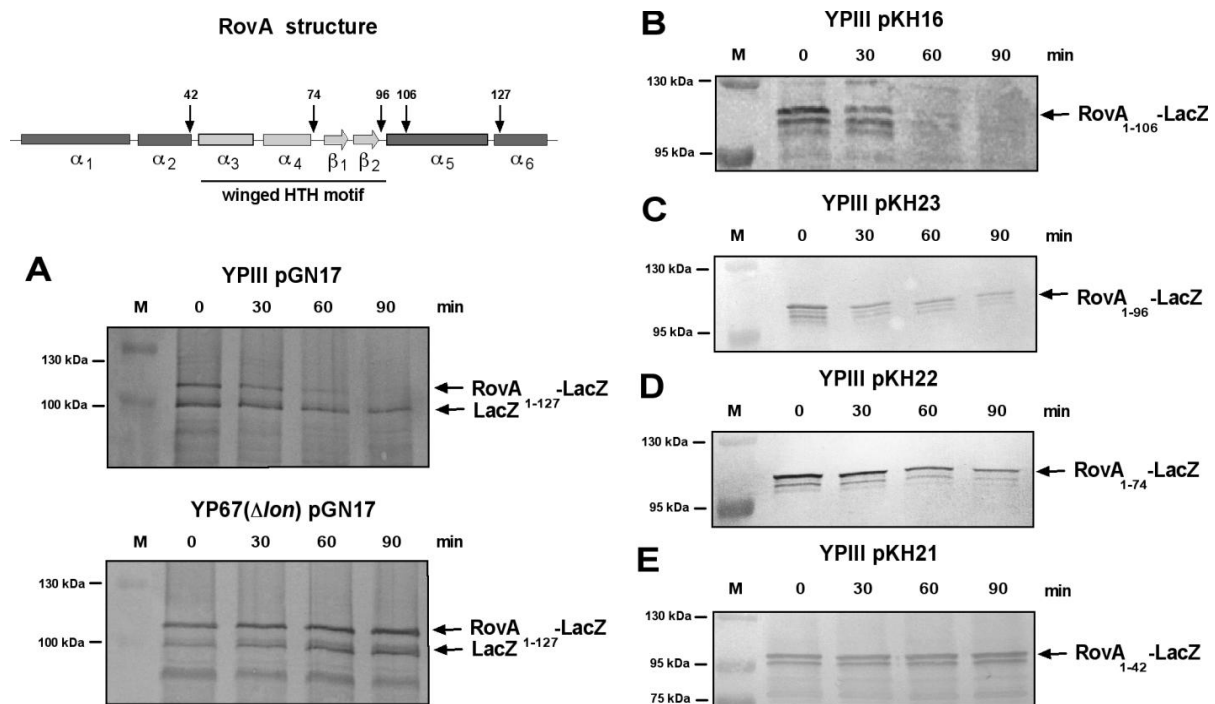 RovA structure
42 74 96 106 127
α1 α2 α3 α4 β1 β2 α5 α6
winged HTH motif
A
YPIII pGN17
M 0 30 60 90 min
130 kDa
100 kDa
RovA1-127-LacZ
LacZ
YP67(Δlon) pGN17
M 0 30 60 90 min
130 kDa
100 kDa
RovA1-127-LacZ
LacZ
B
YPIII pKH16
M 0 30 60 90 min
130 kDa
95 kDa
RovA1-106-LacZ
C
YPIII pKH23
M 0 30 60 90 min
130 kDa
95 kDa
RovA1-96-LacZ
D
YPIII pKH22
M 0 30 60 90 min
130 kDa
95 kDa
RovA1-74-LacZ
E
YPIII pKH21
M 0 30 60 90 min
130 kDa
95 kDa
75 kDa
RovA1-42-LacZ